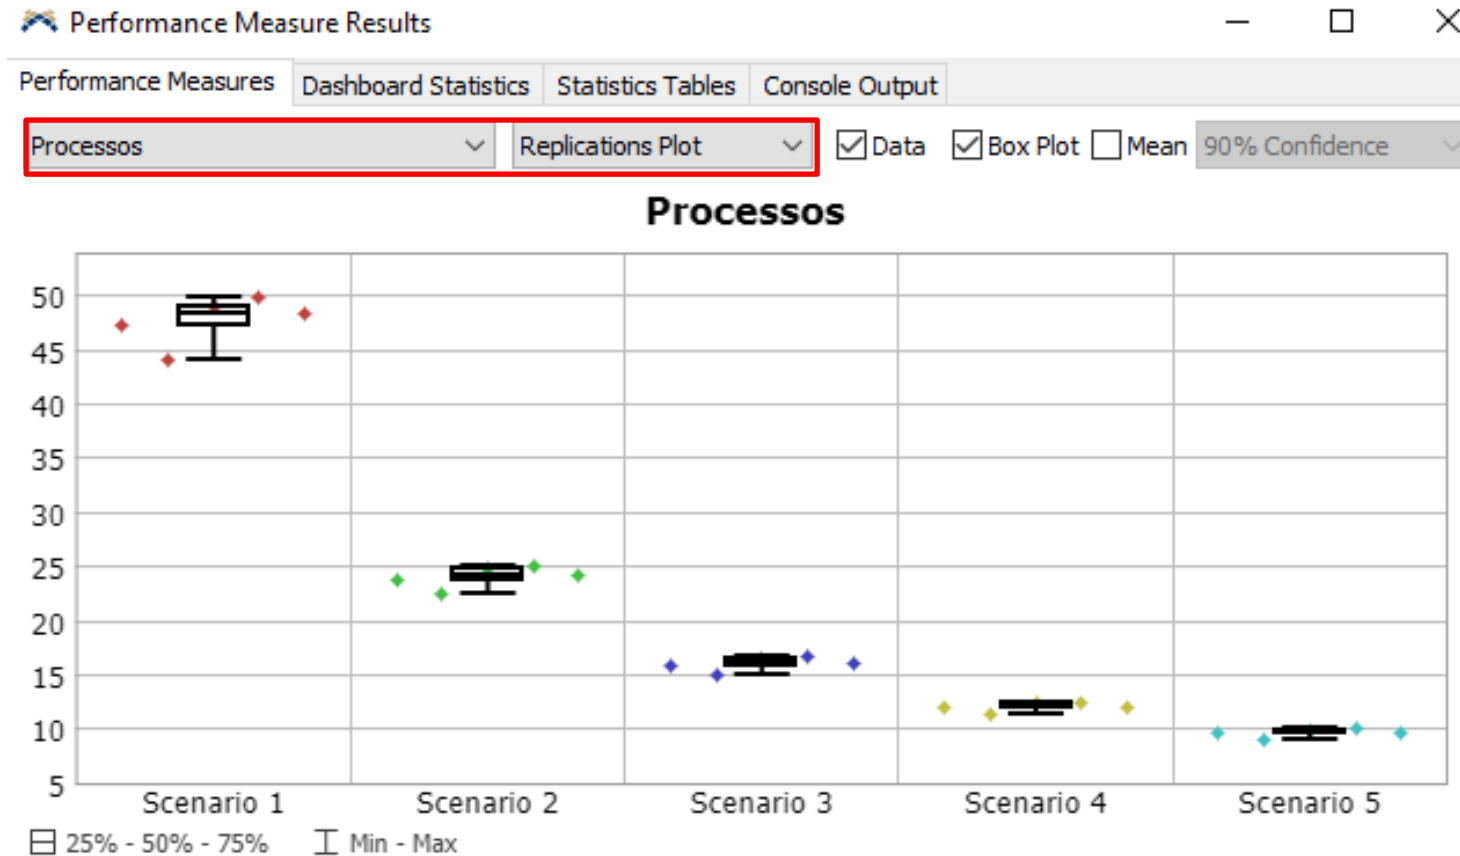 Performance Measure Results
Performance Measures Dashboard Statistics Statistics Tables Console Output
Processos Replications Plot Data Box Plot Mean 90% Confidence
Processos
50
45
40
35
30
25
20
15
10
5
Scenario 1 Scenario 2 Scenario 3 Scenario 4 Scenario 5
25% - 50% - 75% Min - Max